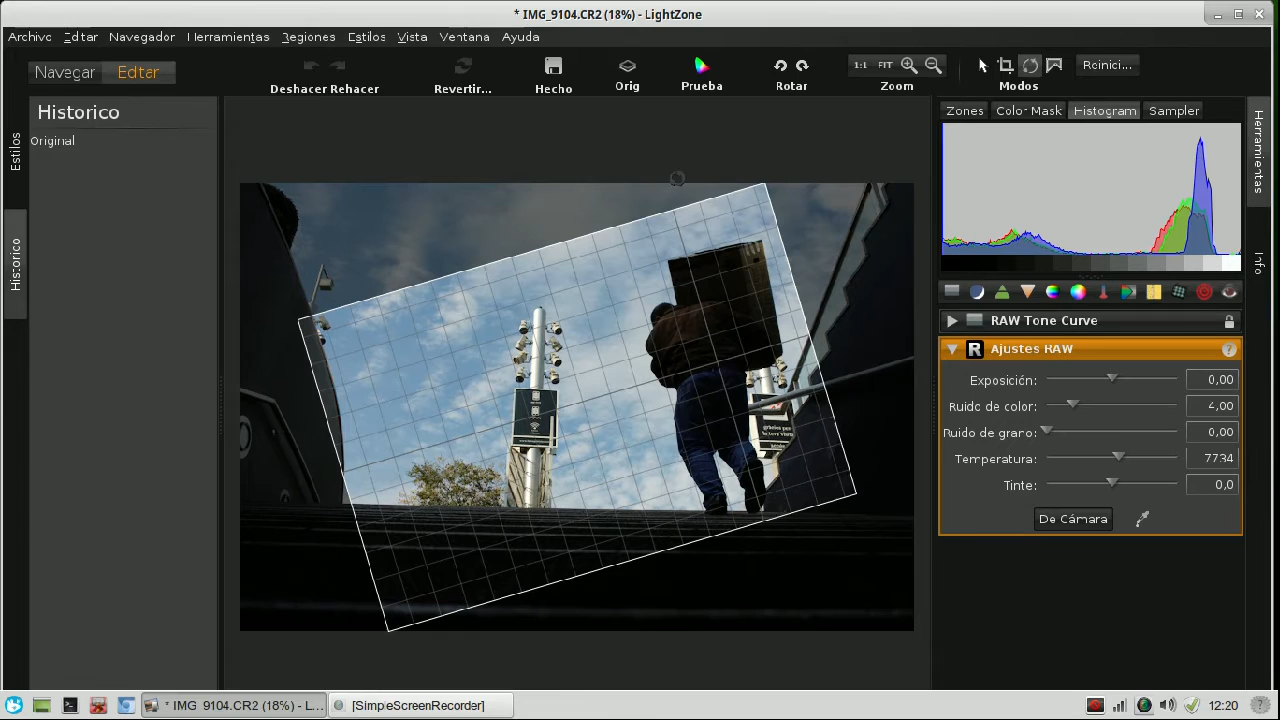 * IMG_9104.CR2 (18%) - LightZone
Archivo Editar Navegador Herramientas Regiones Estilos Vista Ventana Ayuda
Navegar Editar
Deshacer Rehacer Revertir... Hecho Orig Prueba Rotar
1:1 FIT
Zoom Modos
Reinici...
Estilos
Historico
Historico
Original
Zones Color Mask Histogram Sampler
Herramientas
Info
RAW Tone Curve
R Ajustes RAW ?
Exposición: 0,00
Ruido de color: 4,00
Ruido de grano: 0,00
Temperatura: 7734
Tinte: 0,0
De Cámara
* IMG_9104.CR2 (18%) - L...
[SimpleScreenRecorder]
12:20
?